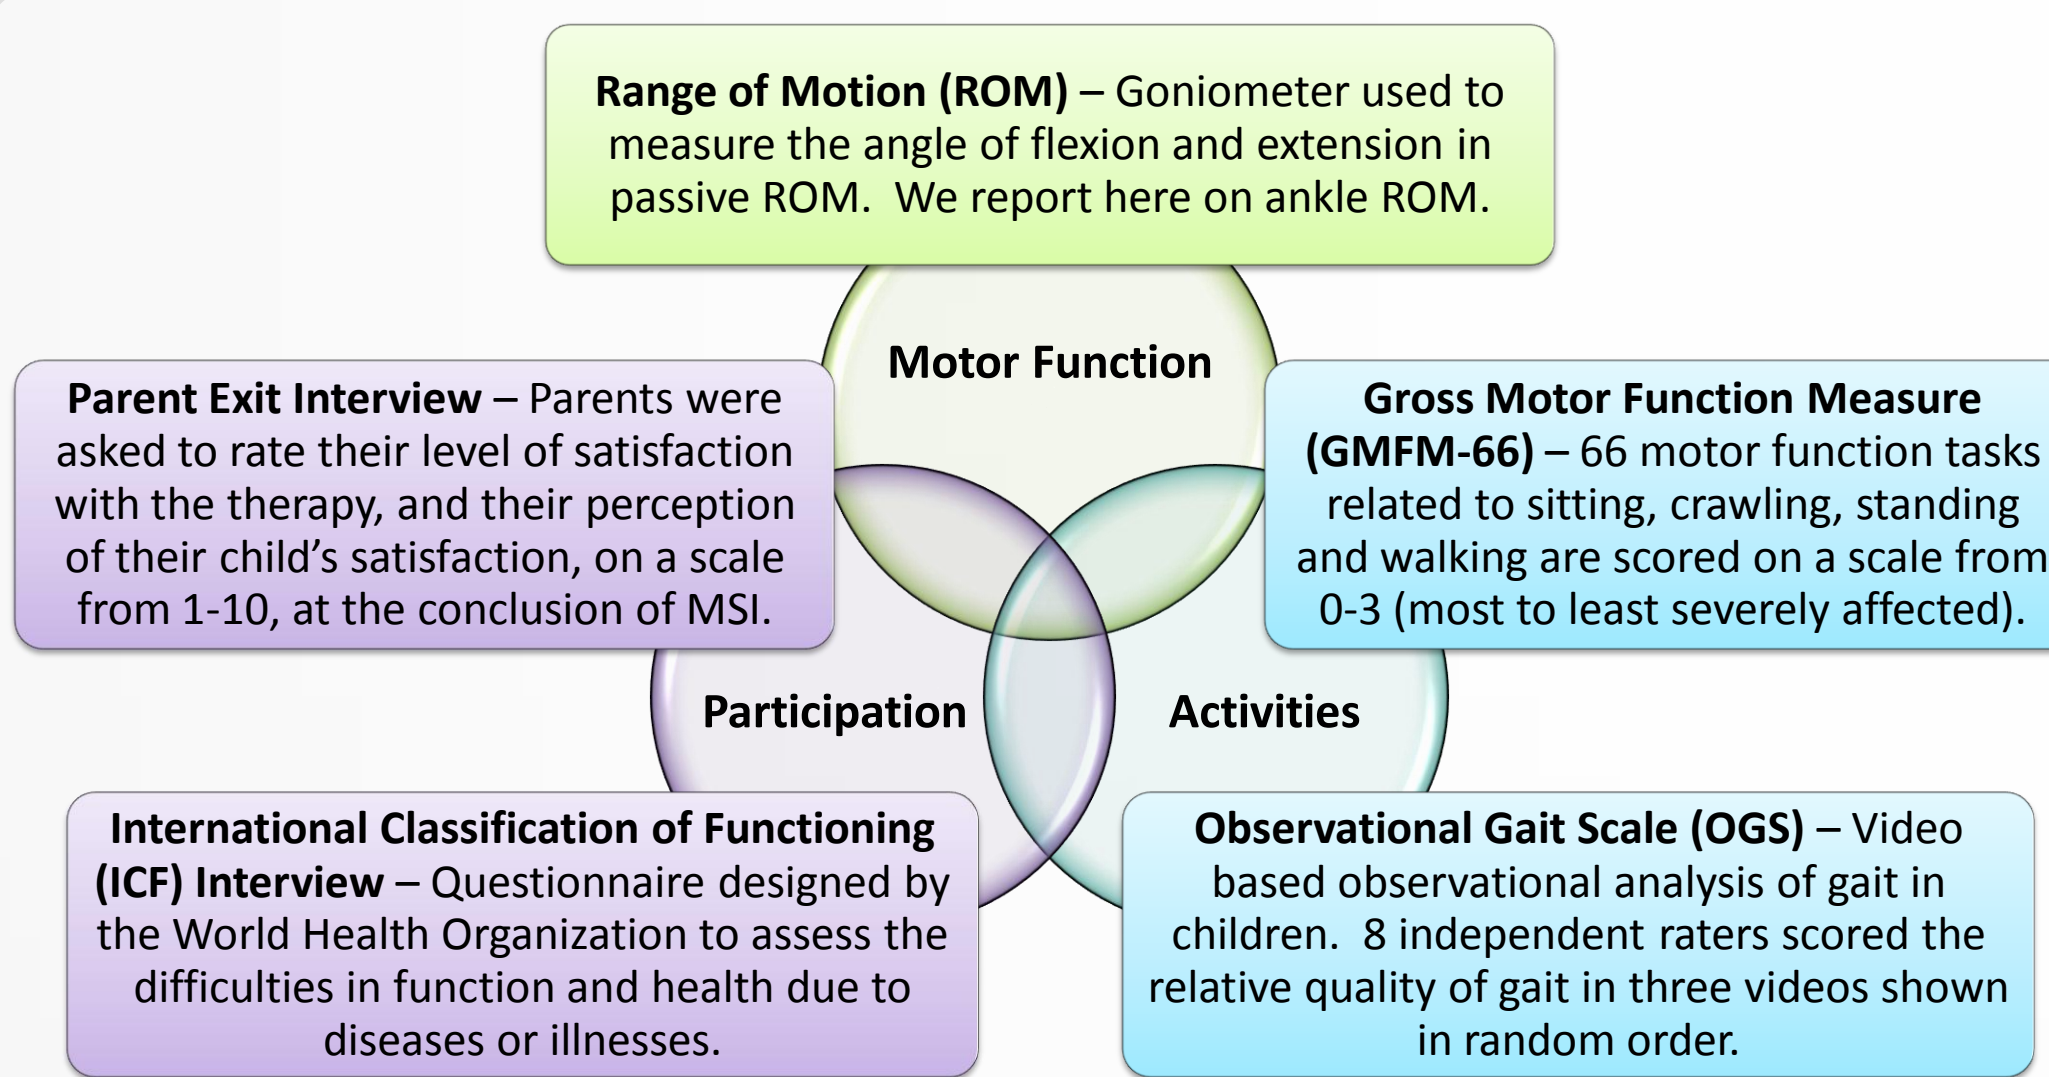 Range of Motion (ROM) – Goniometer used to
measure the angle of flexion and extension in
passive ROM.  We report here on ankle ROM.
Motor Function
Parent Exit Interview – Parents were
asked to rate their level of satisfaction
with the therapy, and their perception
of their child’s satisfaction, on a scale
from 1-10, at the conclusion of MSI.
Gross Motor Function Measure
(GMFM-66) – 66 motor function tasks
related to sitting, crawling, standing
and walking are scored on a scale from
0-3 (most to least severely affected).
Participation
Activities
International Classification of Functioning
(ICF) Interview – Questionnaire designed by
the World Health Organization to assess the
difficulties in function and health due to
diseases or illnesses.
Observational Gait Scale (OGS) – Video
based observational analysis of gait in
children.  8 independent raters scored the
relative quality of gait in three videos shown
in random order.